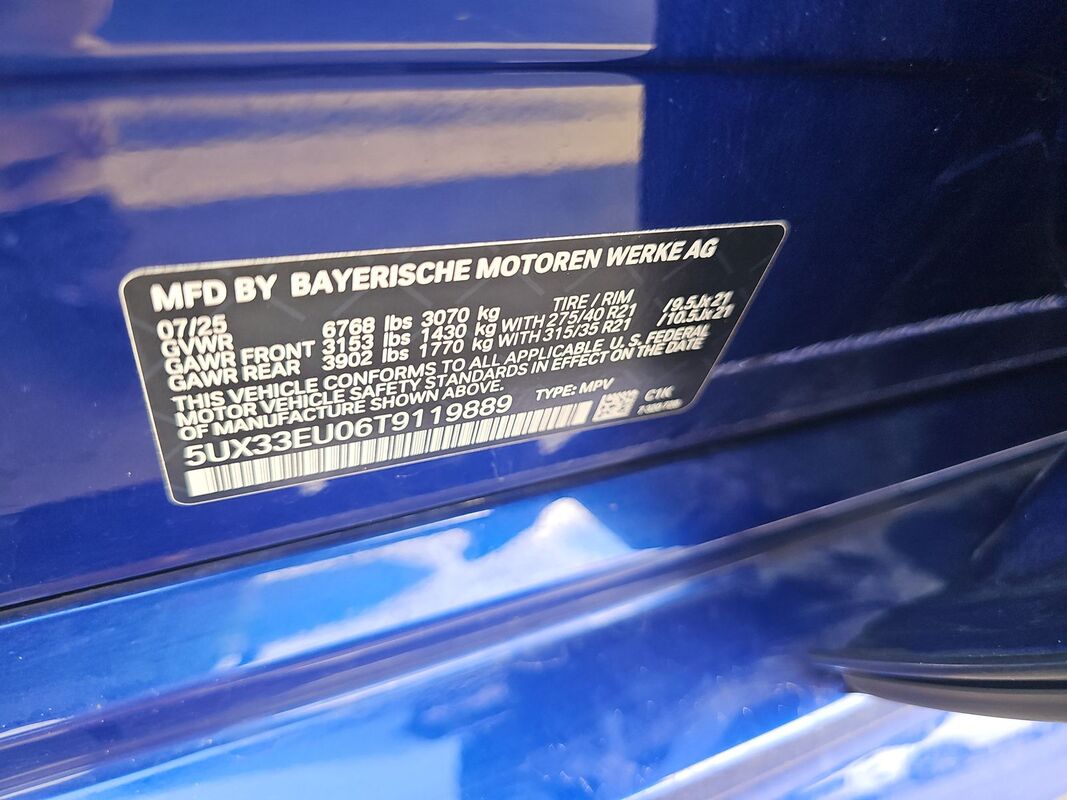 MFD BY BAYERISCHE MOTOREN WERKE AG
07/25 TIRE / RIM
GVWR 6768 lbs 3070 kg
GAWR FRONT 3153 lbs 1430 kg WITH 275/40 R21 /9.5Jx21
GAWR REAR 3902 lbs 1770 kg WITH 315/35 R21 /10.5Jx21
THIS VEHICLE CONFORMS TO ALL APPLICABLE U.S. FEDERAL
MOTOR VEHICLE SAFETY STANDARDS IN EFFECT ON THE DATE
OF MANUFACTURE SHOWN ABOVE.
5UX33EU06T9119889 TYPE: MPV C1K